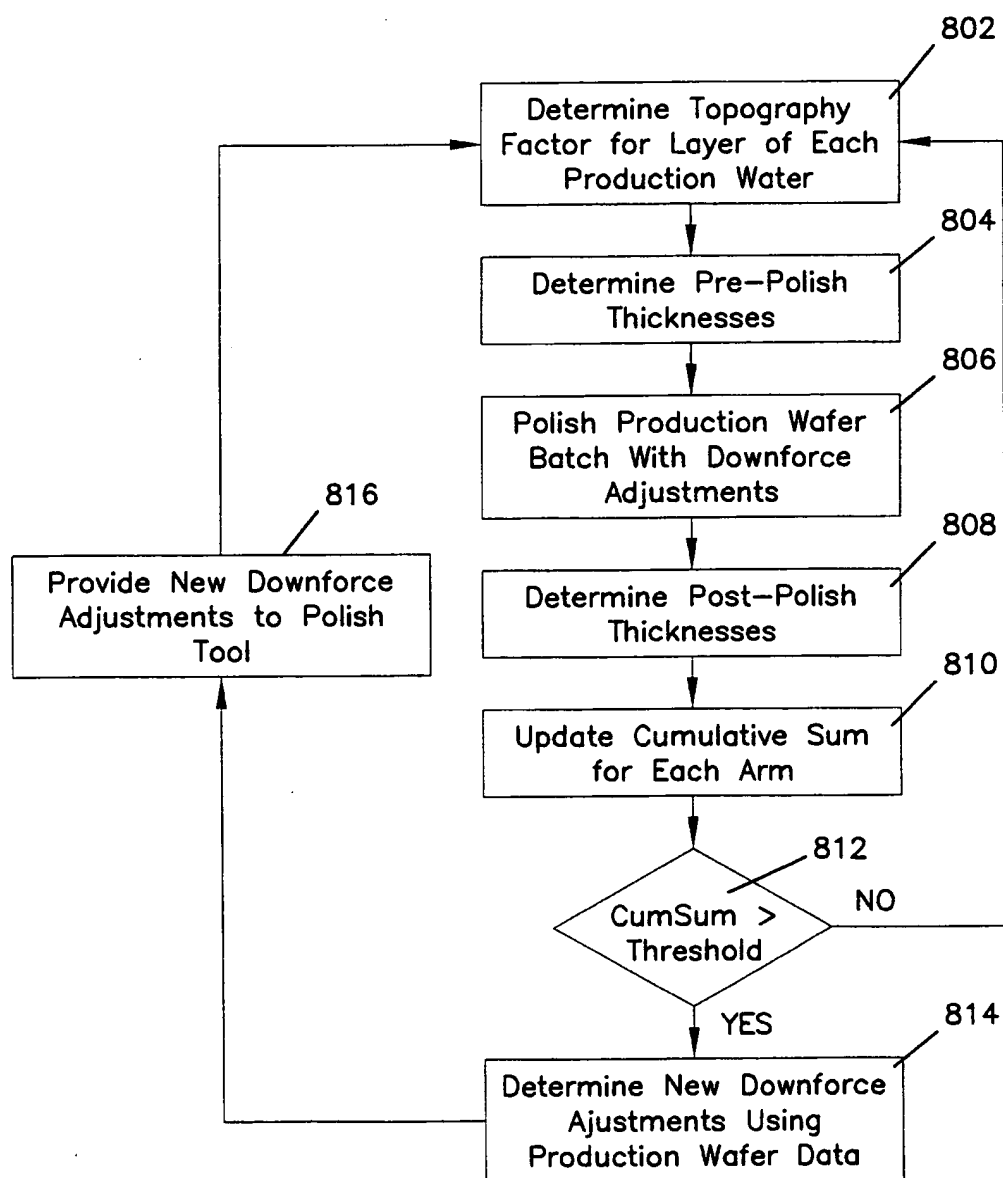 802
Determine Topography
Factor for Layer of Each
Production Water
804
Determine Pre-Polish
Thicknesses
806
Polish Production Wafer
Batch With Downforce
Adjustments
816
Provide New Downforce
Adjustments to Polish
Tool
808
Determine Post-Polish
Thicknesses
810
Update Cumulative Sum
for Each Arm
812
CumSum >
Threshold
NO
YES
814
Determine New Downforce
Ajustments Using
Production Wafer Data